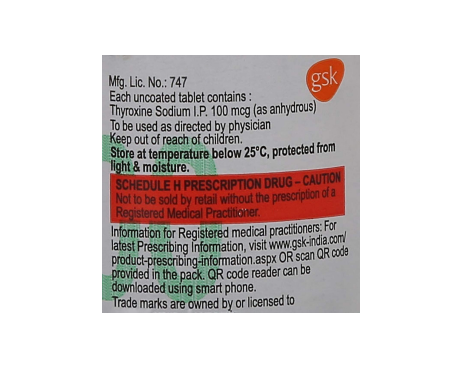 gsk
Mfg. Lic. No.: 747
Each uncoated tablet contains :
Thyroxine Sodium I.P. 100 mcg (as anhydrous)
To be used as directed by physician
Keep out of reach of children.
Store at temperature below 25°C, protected from
light & moisture.
SCHEDULE H PRESCRIPTION DRUG – CAUTION
Not to be sold by retail without the prescription of a
Registered Medical Practitioner.
Information for Registered medical practitioners: For
latest Prescribing Information, visit www.gsk-india.com/
product-prescribing-information.aspx OR scan QR code
provided in the pack. QR code reader can be
downloaded using smart phone.
Trade marks are owned by or licensed to